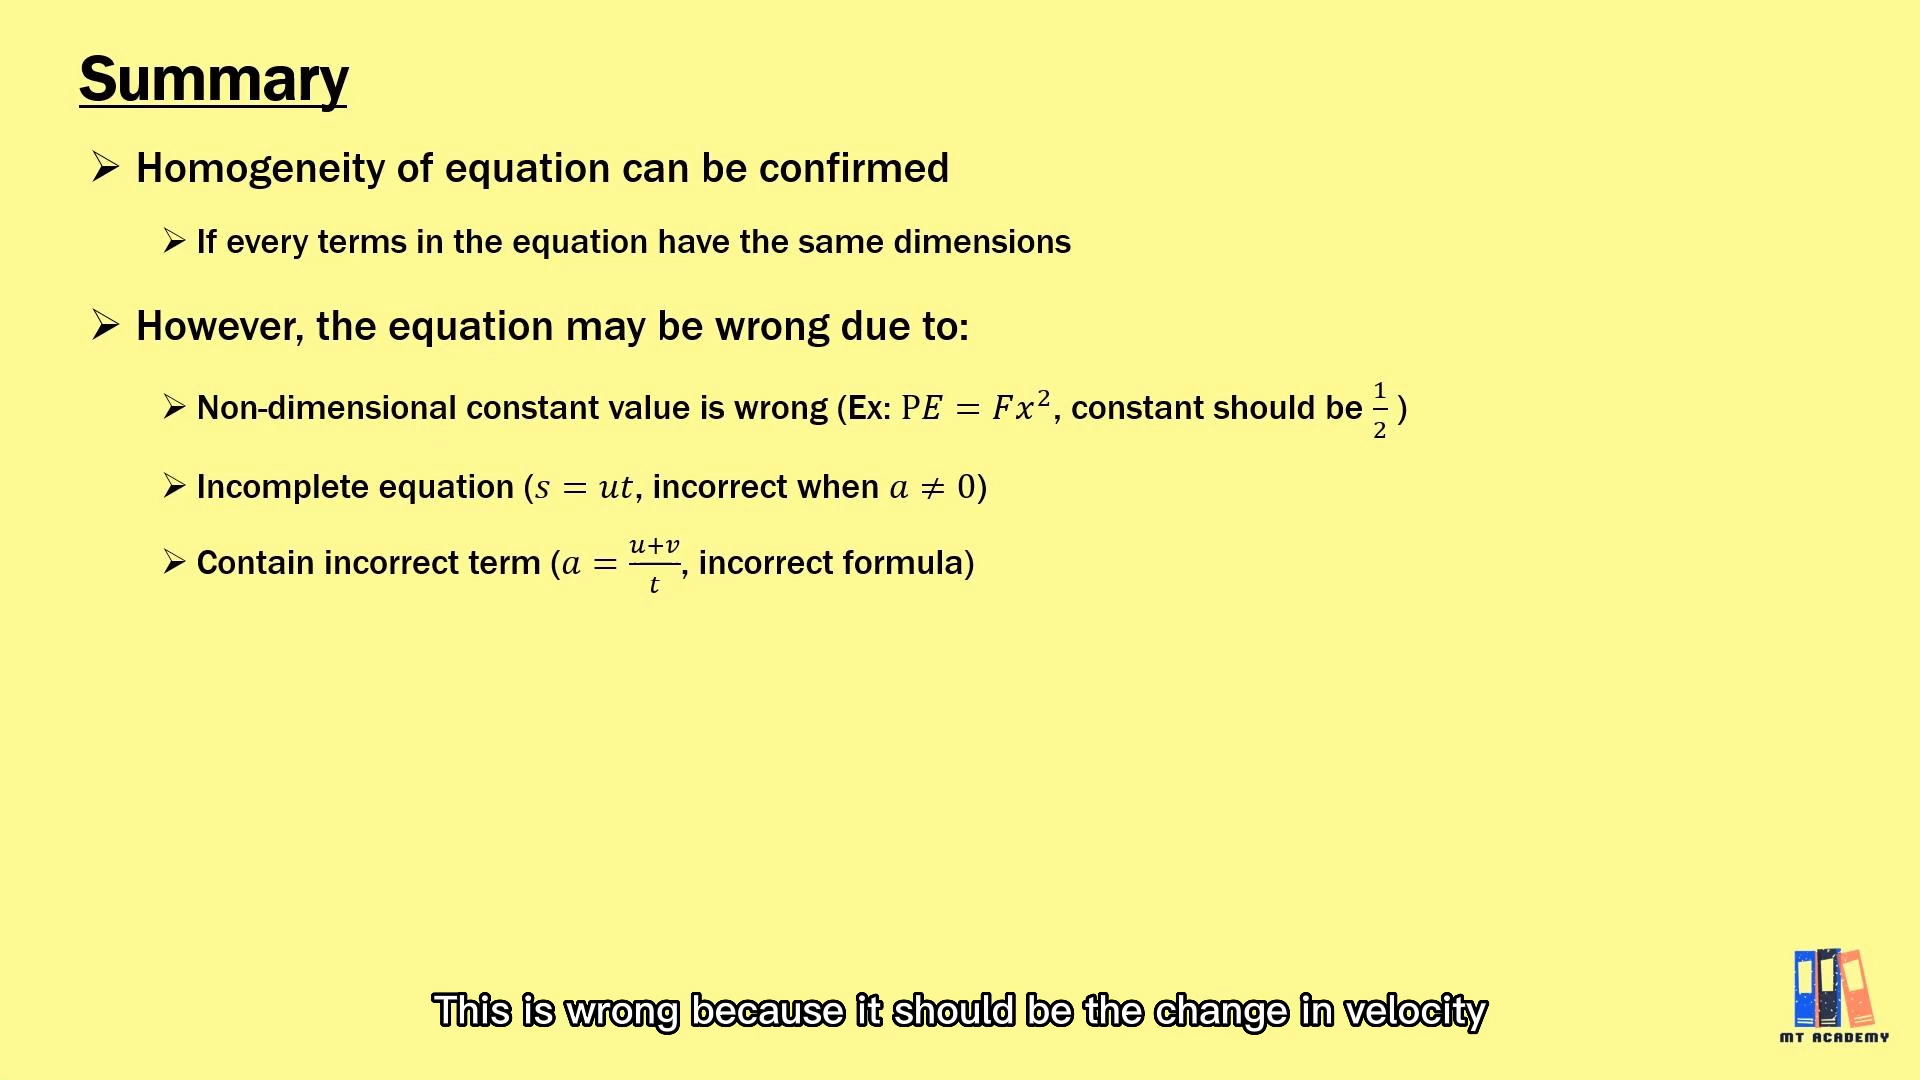 Summary
➢ Homogeneity of equation can be confirmed
➢ If every terms in the equation have the same dimensions
➢ However, the equation may be wrong due to:
➢ Non-dimensional constant value is wrong (Ex: PE = Fx², constant should be 1/2 )
➢ Incomplete equation (s = ut, incorrect when a ≠ 0)
➢ Contain incorrect term (a = (u+v)/t, incorrect formula)
This is wrong because it should be the change in velocity
MT ACADEMY